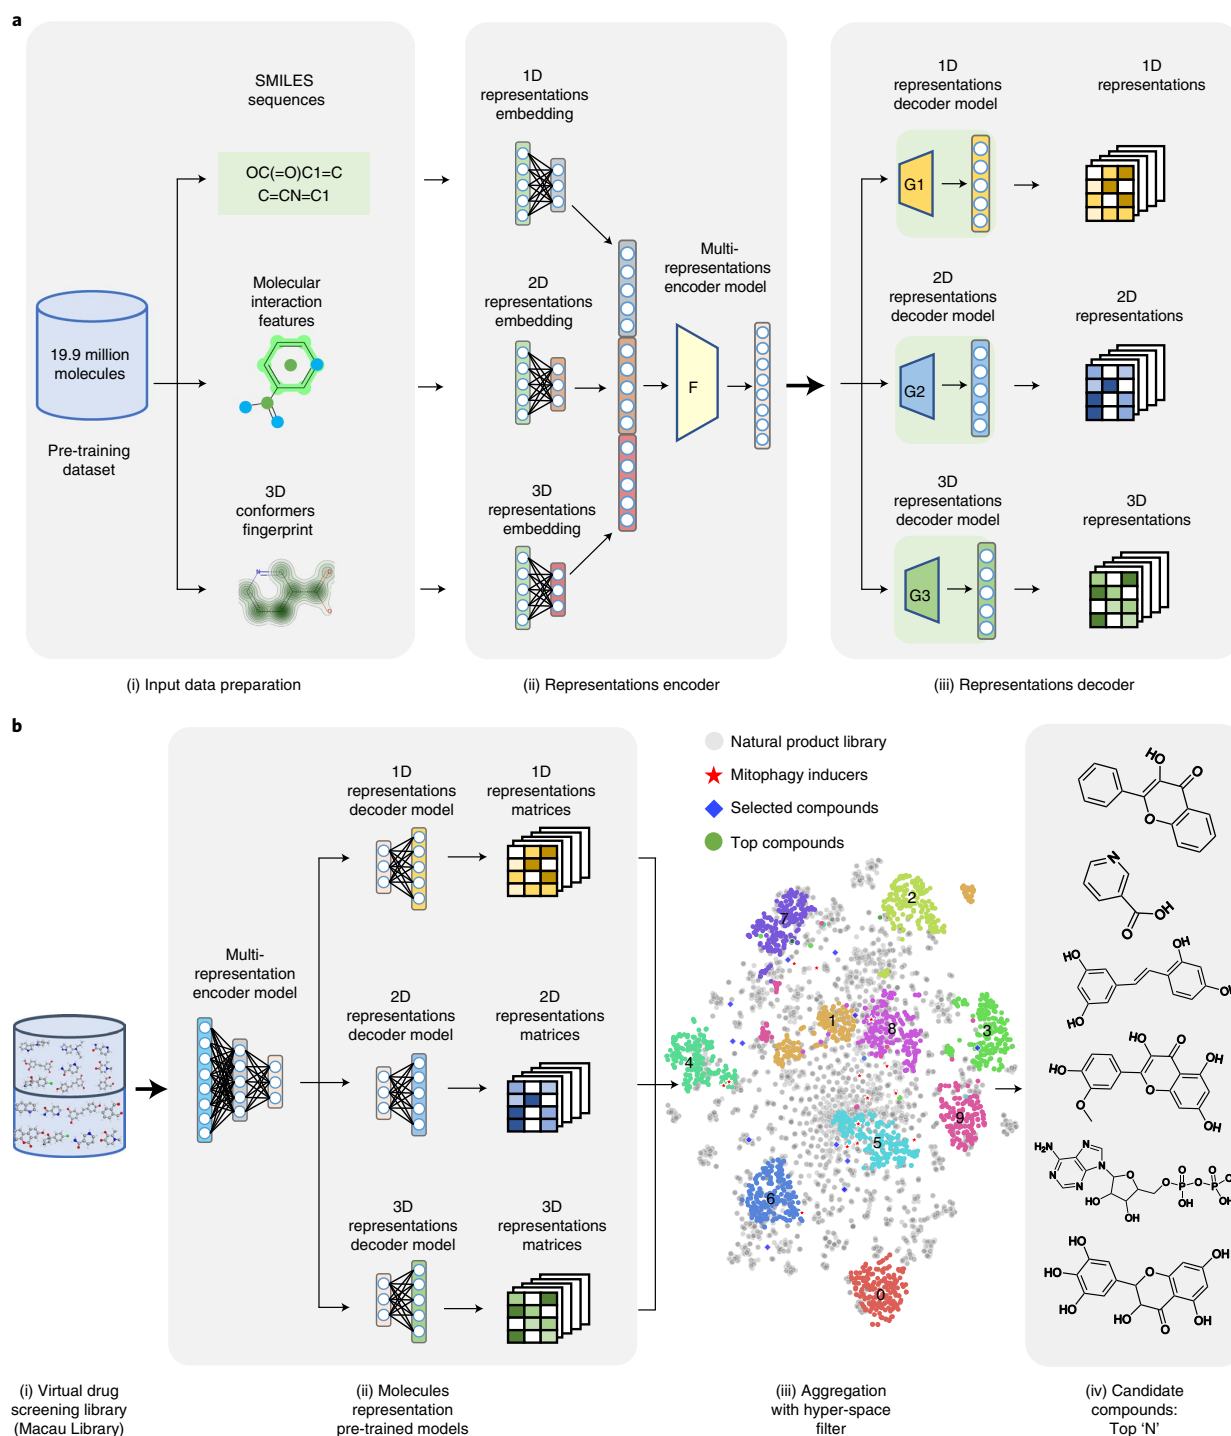 a
SMILES
sequences
OC(=O)C1=C
C=CN=C1
Molecular
interaction
features
19.9 million
molecules
Pre-training
dataset
3D
conformers
fingerprint
N
O
O
(i) Input data preparation
1D
representations
embedding
2D
representations
embedding
3D
representations
embedding
Multi-
representations
encoder model
F
(ii) Representations encoder
1D
representations
decoder model
1D
representations
G1
2D
representations
decoder model
2D
representations
G2
3D
representations
decoder model
3D
representations
G3
(iii) Representations decoder
b
Multi-
representation
encoder model
1D
representations
decoder model
1D
representations
matrices
2D
representations
decoder model
2D
representations
matrices
3D
representations
decoder model
3D
representations
matrices
Natural product library
Mitophagy inducers
Selected compounds
Top compounds
7
2
1
8
3
4
9
5
6
0
HO
O
O
N
O
OH
HO
OH
HO
OH
HO
O
OH
HO
O
O
OH
H₂N
N
N
N
N
N
O
OH
OH
O
O
P
OH
O
O
P
OH
O
HO
HO
HO
O
OH
HO
O
OH
(i) Virtual drug
screening library
(Macau Library)
(ii) Molecules
representation
pre-trained models
(iii) Aggregation
with hyper-space
filter
(iv) Candidate
compounds:
Top ‘N’